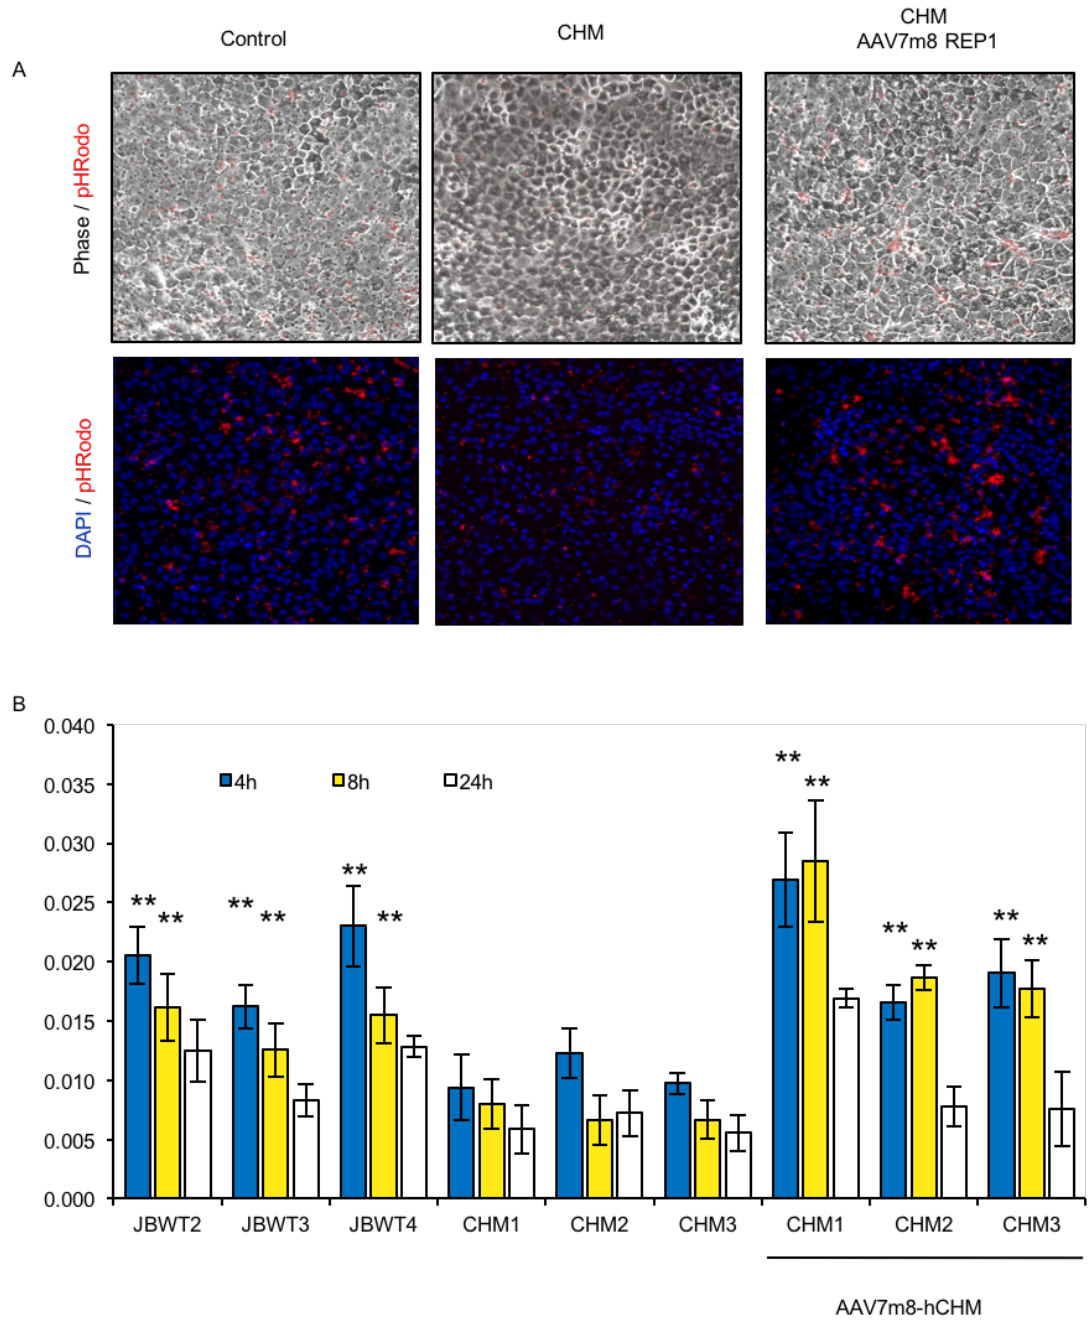 Control
CHM
CHM
AAV7m8 REP1
A
Phase / pHRodo
DAPI / pHRodo
B
0.040
0.035
0.030
0.025
0.020
0.015
0.010
0.005
0.000
4h
8h
24h
** ** ** ** ** ** ** ** ** ** ** **
JBWT2 JBWT3 JBWT4 CHM1 CHM2 CHM3 CHM1 CHM2 CHM3
AAV7m8-hCHM